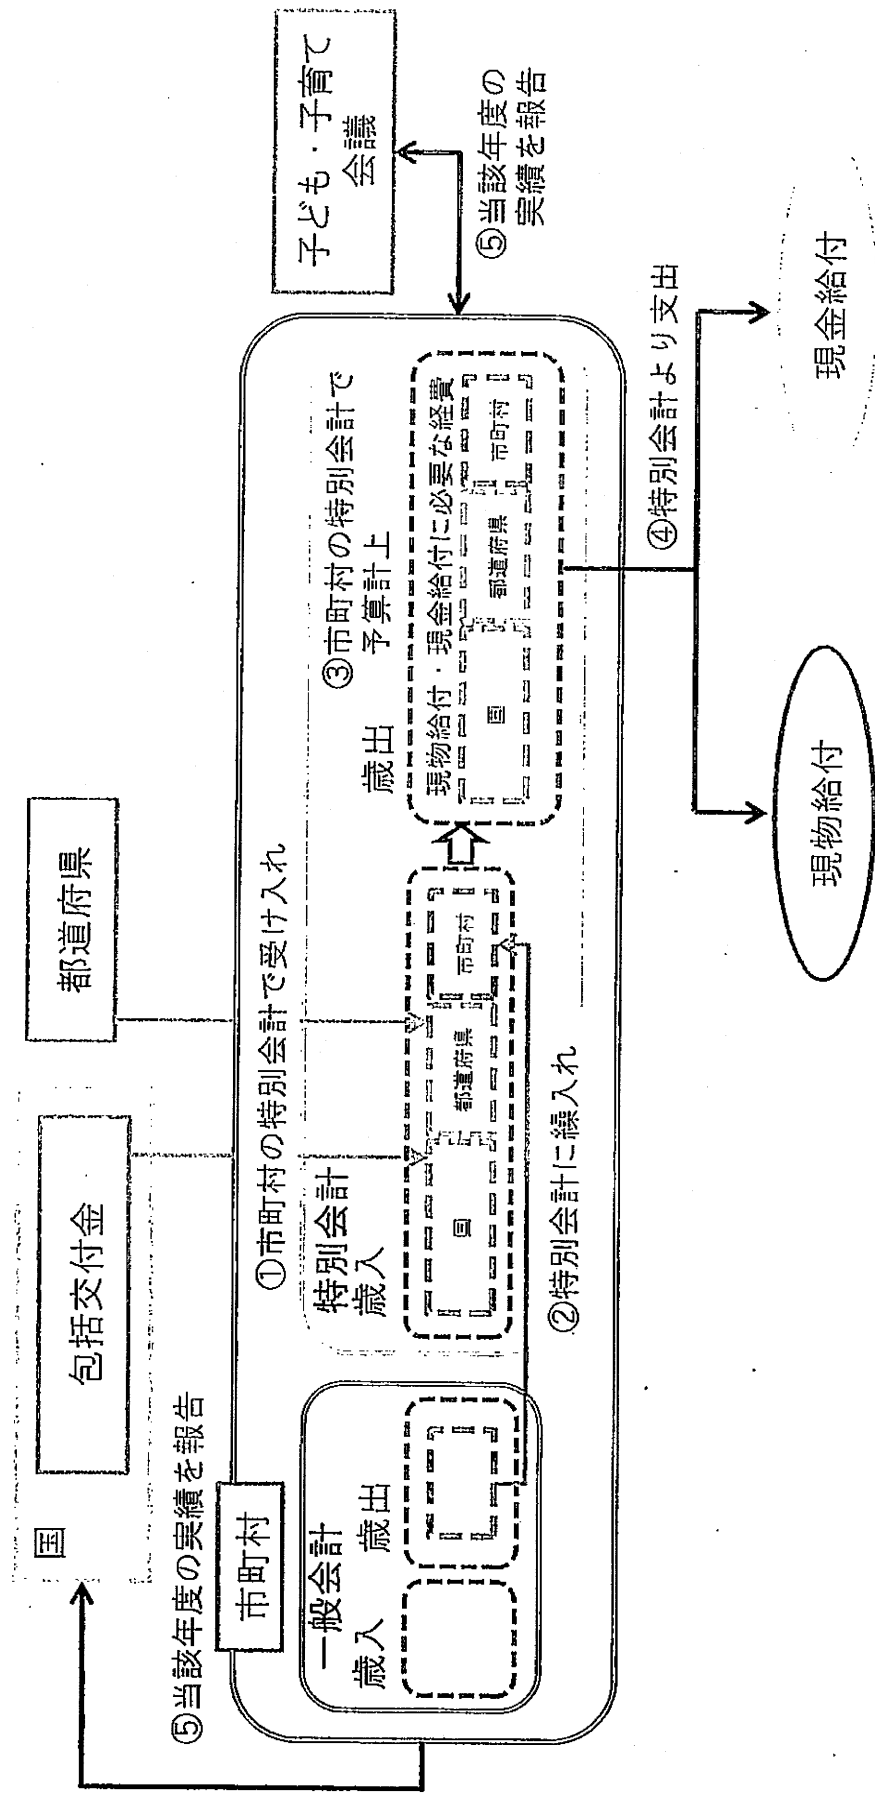 国
包括交付金
都道府県
子ども・子育て
会議
⑤当該年度の実績を報告
市町村
①市町村の特別会計で受け入れ
③市町村の特別会計で
予算計上
⑤当該年度の
実績を報告
一般会計
歳入
歳出
特別会計
歳入
国
都道府県
市町村
歳出
現物給付・現金給付に必要な経費
国
都道府県
市町村
②特別会計に繰入れ
④特別会計より支出
現物給付
現金給付